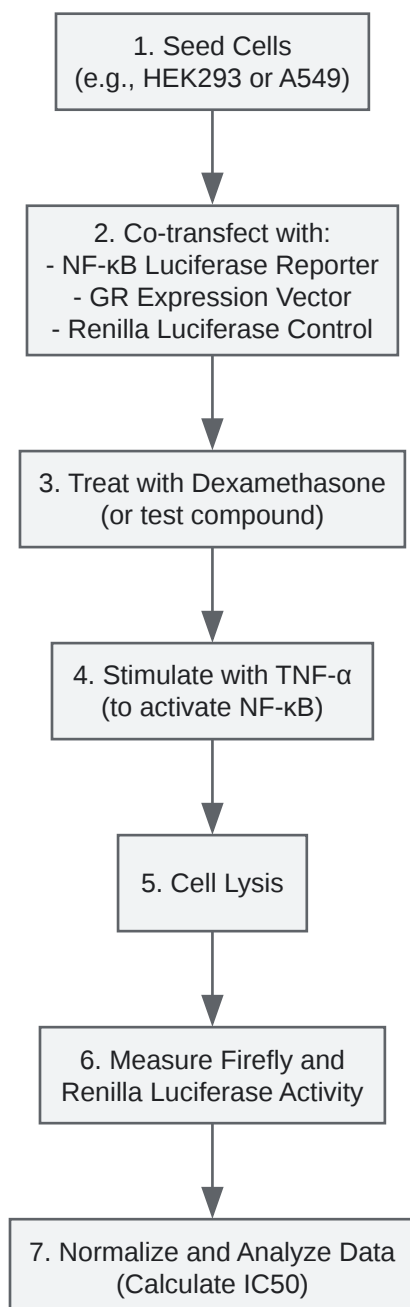 1. Seed Cells
(e.g., HEK293 or A549)
2. Co-transfect with:
- NF-κB Luciferase Reporter
- GR Expression Vector
- Renilla Luciferase Control
3. Treat with Dexamethasone
(or test compound)
4. Stimulate with TNF-α
(to activate NF-κB)
5. Cell Lysis
6. Measure Firefly and
Renilla Luciferase Activity
7. Normalize and Analyze Data
(Calculate IC50)